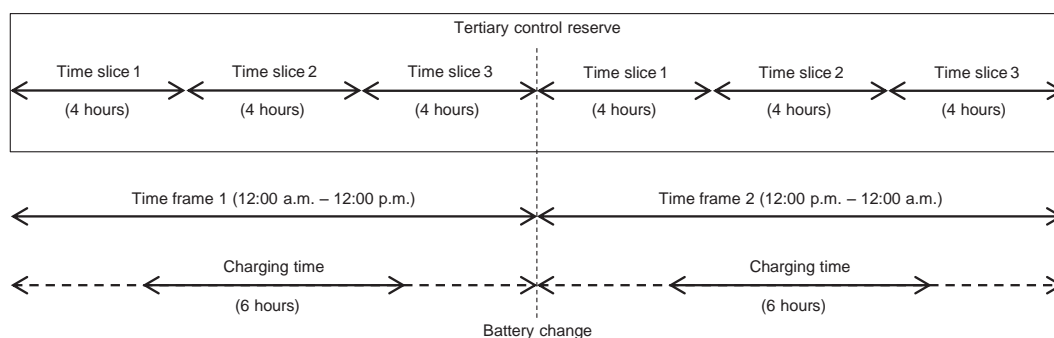 Tertiary control reserve
Time slice 1 Time slice 2 Time slice 3 Time slice 1 Time slice 2 Time slice 3
(4 hours) (4 hours) (4 hours) (4 hours) (4 hours) (4 hours)
Time frame 1 (12:00 a.m. – 12:00 p.m.) Time frame 2 (12:00 p.m. – 12:00 a.m.)
Charging time Charging time
(6 hours) (6 hours)
Battery change